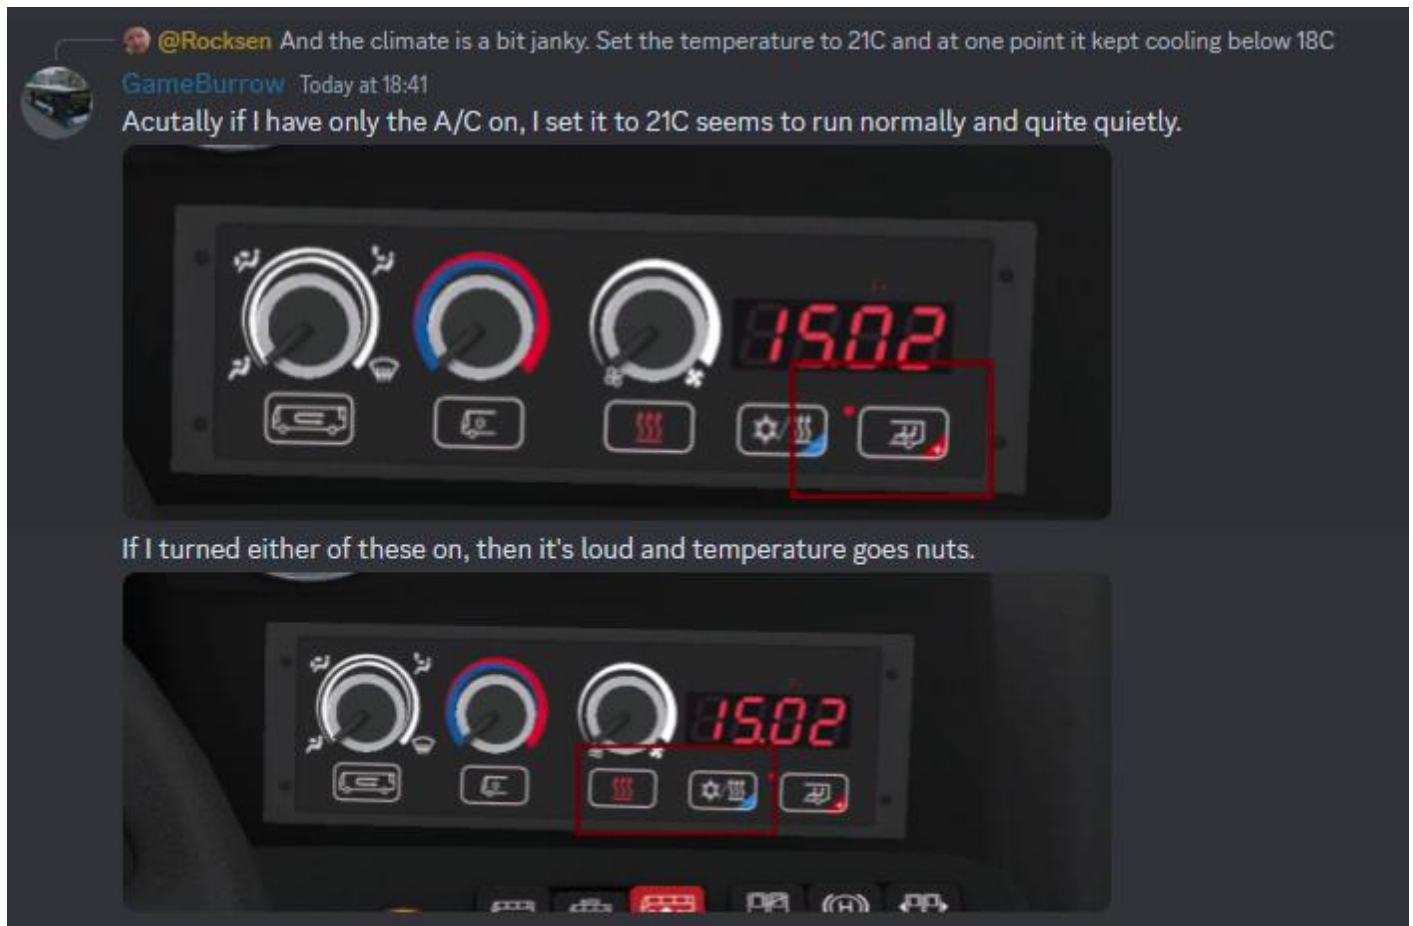 @Rocksen And the climate is a bit janky. Set the temperature to 21C and at one point it kept cooling below 18C
GameBurrow Today at 18:41
Acutally if I have only the A/C on, I set it to 21C seems to run normally and quite quietly.
15.02
If I turned either of these on, then it's loud and temperature goes nuts.
15.02
(H)